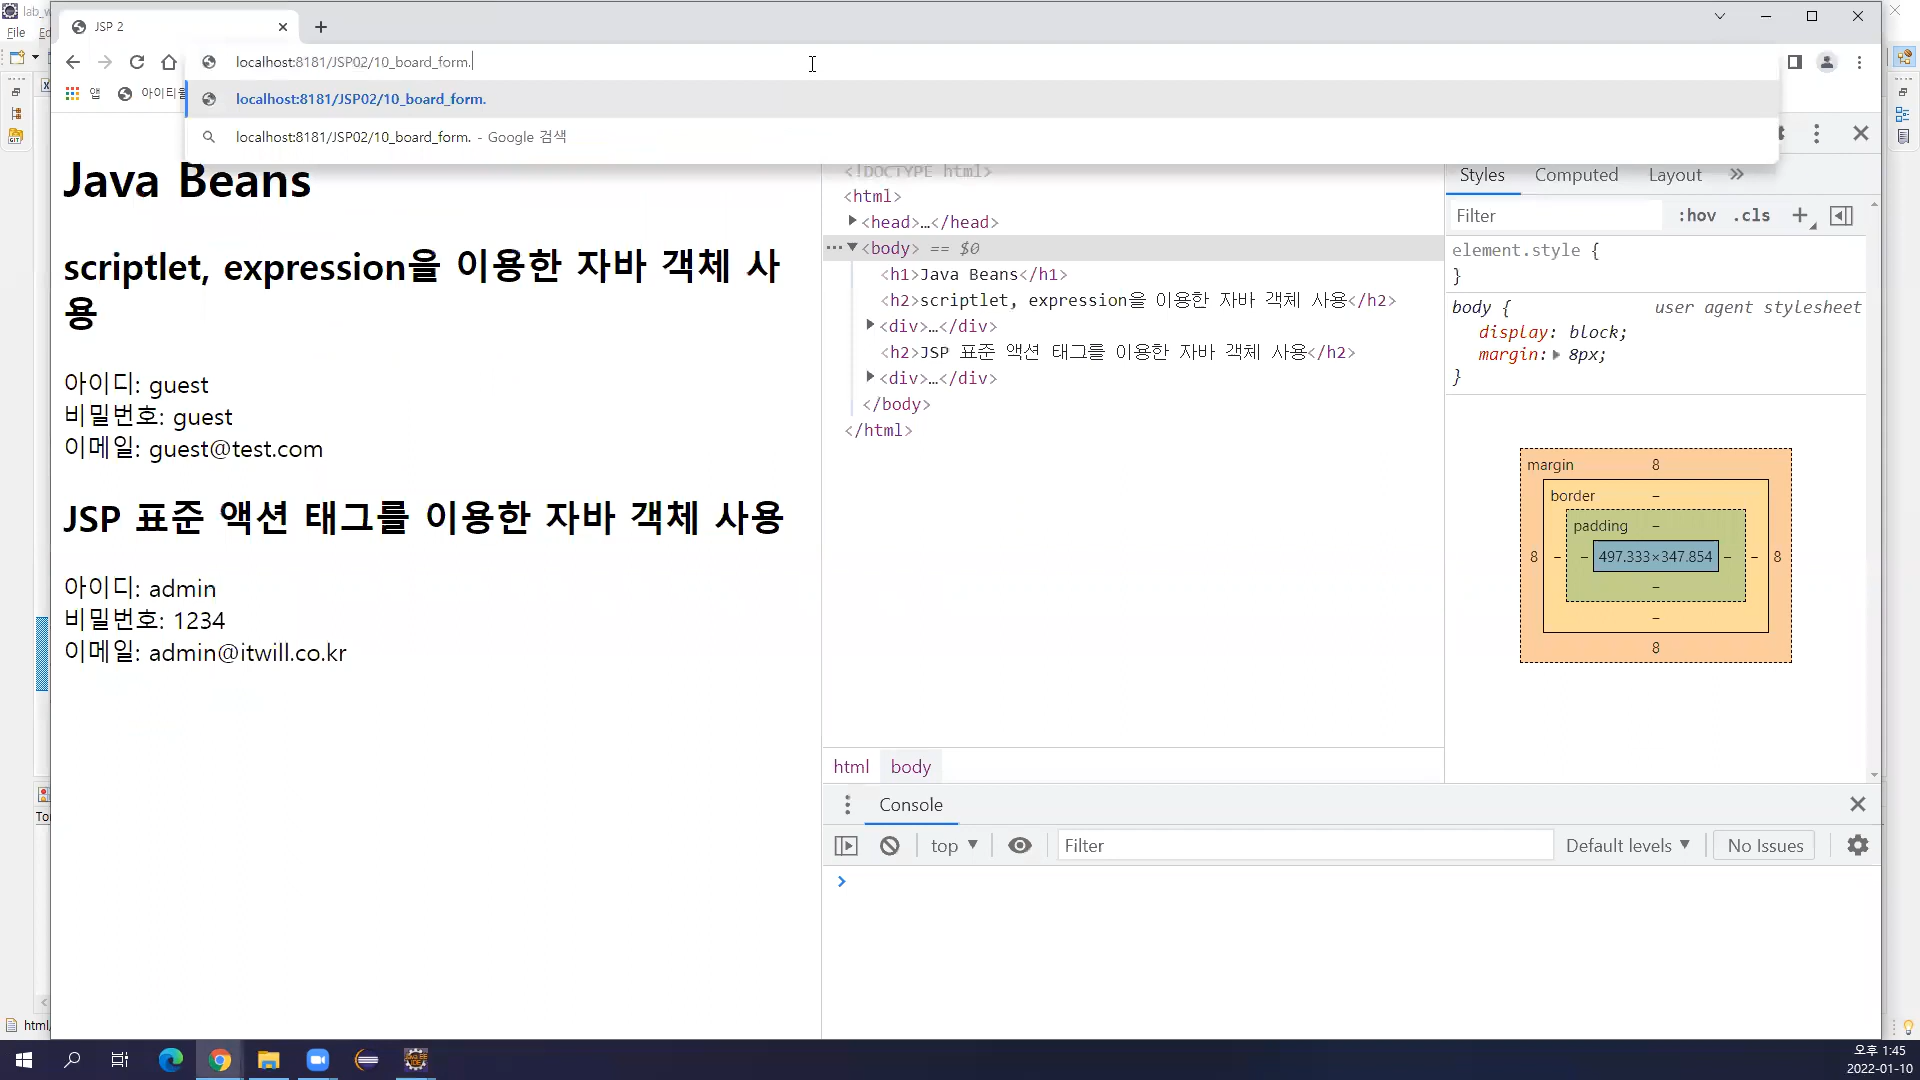 lab_w
File Ed
JSP 2
localhost:8181/JSP02/10_board_form.
앱 아이티윌
localhost:8181/JSP02/10_board_form.
localhost:8181/JSP02/10_board_form. - Google 검색
Java Beans
scriptlet, expression을 이용한 자바 객체 사
용
아이디: guest
비밀번호: guest
이메일: guest@test.com
JSP 표준 액션 태그를 이용한 자바 객체 사용
아이디: admin
비밀번호: 1234
이메일: admin@itwill.co.kr
<!DOCTYPE html>
<html>
<head>…</head>
<body> == $0
<h1>Java Beans</h1>
<h2>scriptlet, expression을 이용한 자바 객체 사용</h2>
<div>…</div>
<h2>JSP 표준 액션 태그를 이용한 자바 객체 사용</h2>
<div>…</div>
</body>
</html>
html body
Styles Computed Layout »
Filter :hov .cls +
element.style {
}
body { user agent stylesheet
display: block;
margin: 8px;
}
margin 8
border –
padding –
8 – – 497.333×347.854 – – 8
–
–
8
Console
top Filter Default levels No Issues
>
Tor
html/
GIT
오후 1:45
2022-01-10